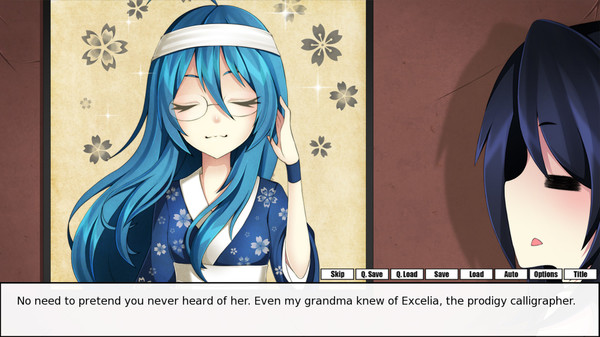 Skip Q. Save Q. Load Save Load Auto Options Title
No need to pretend you never heard of her. Even my grandma knew of Excelia, the prodigy calligrapher.